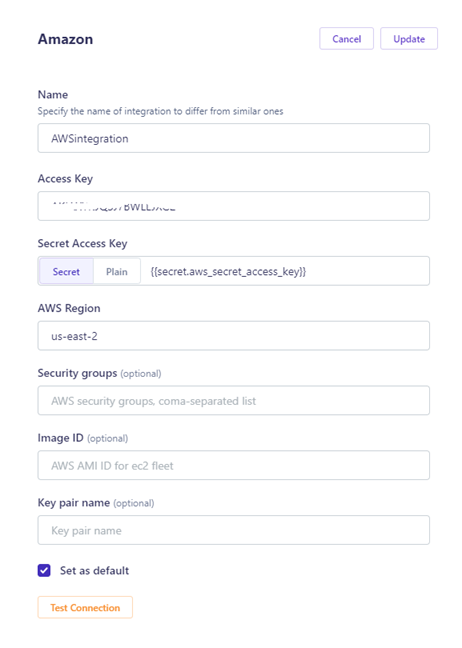 Amazon
Cancel
Update
Name
Specify the name of integration to differ from similar ones
AWSintegration
Access Key
Secret Access Key
Secret
Plain
{{secret.aws_secret_access_key}}
AWS Region
us-east-2
Security groups (optional)
AWS security groups, coma-separated list
Image ID (optional)
AWS AMI ID for ec2 fleet
Key pair name (optional)
Key pair name
Set as default
Test Connection